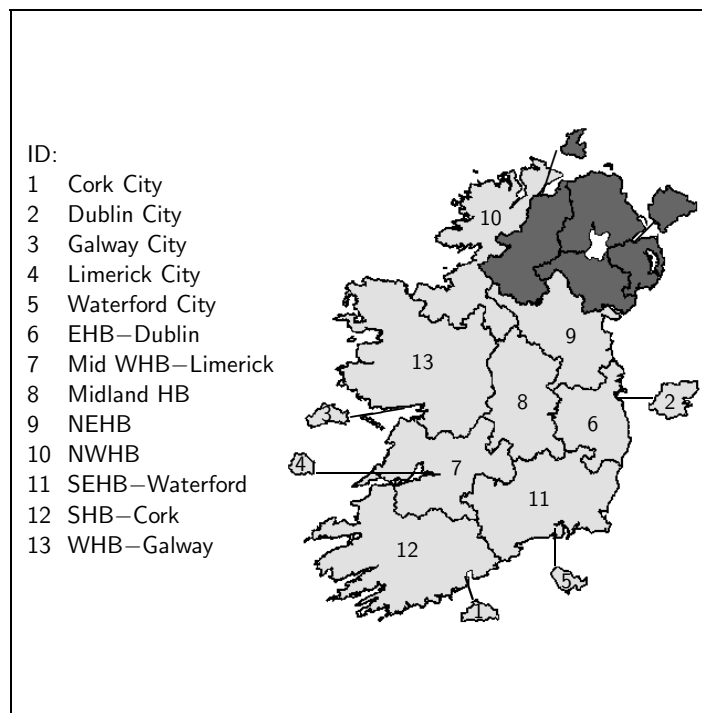 ID:
1 Cork City
2 Dublin City
3 Galway City
4 Limerick City
5 Waterford City
6 EHB−Dublin
7 Mid WHB−Limerick
8 Midland HB
9 NEHB
10 NWHB
11 SEHB−Waterford
12 SHB−Cork
13 WHB−Galway
10
9
13
8
2
3
6
4
7
11
12
5
1